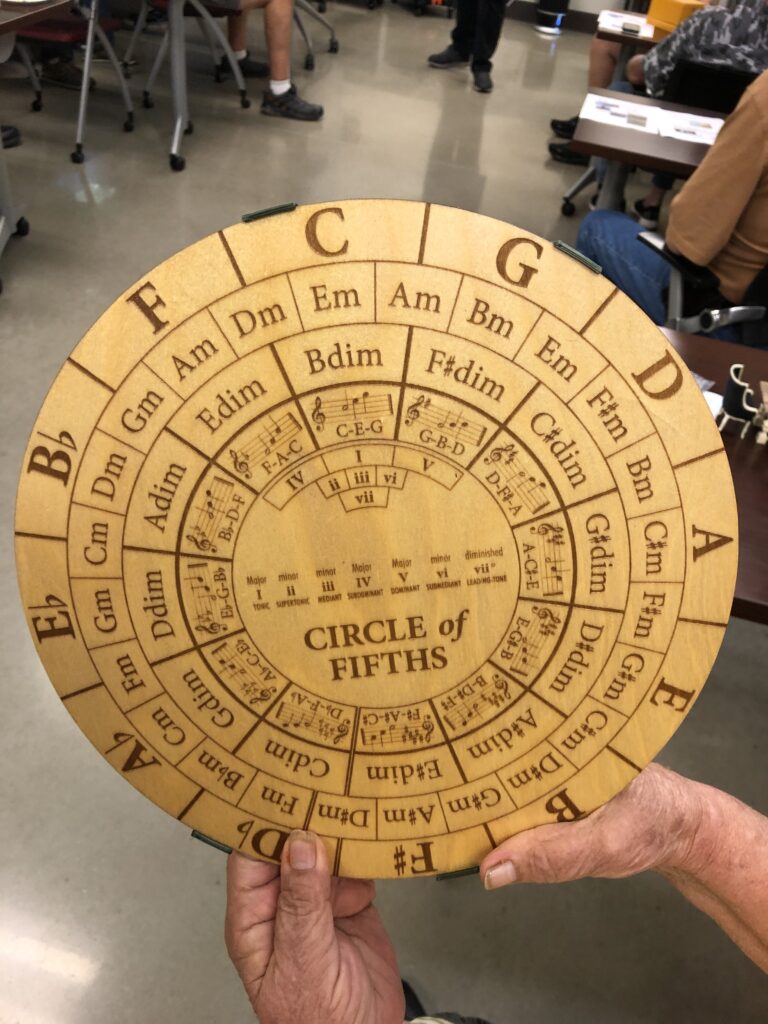 C
G
D
A
E
B
F♯
D♭
A♭
E♭
B♭
F
Em
Am
Bm
Em
F♯m
Bm
C♯m
F♯m
G♯m
C♯m
D♯m
G♯m
A♯m
D♯m
Fm
B♭m
Cm
Fm
Gm
Cm
Dm
Gm
Am
Dm
Bdim
F♯dim
C♯dim
G♯dim
D♯dim
A♯dim
E♯dim
Cdim
Gdim
Ddim
Adim
Edim
C-E-G
G-B-D
D-F♯-A
A-C♯-E
E-G♯-B
B-D♯-F♯
F♯-A♯-C♯
D♭-F-A♭
A♭-C-E♭
E♭-G-B♭
B♭-D-F
F-A-C
IV I V
ii iii vi
vii
Major minor minor Major Major minor diminished
I ii iii IV V vi vii°
TONIC SUPERTONIC MEDIANT SUBDOMINANT DOMINANT SUBMEDIANT LEADING-TONE
CIRCLE of
FIFTHS